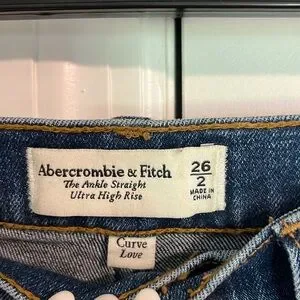 Abercrombie & Fitch
The Ankle Straight
Ultra High Rise
26
2
MADE IN
CHINA
Curve
Love